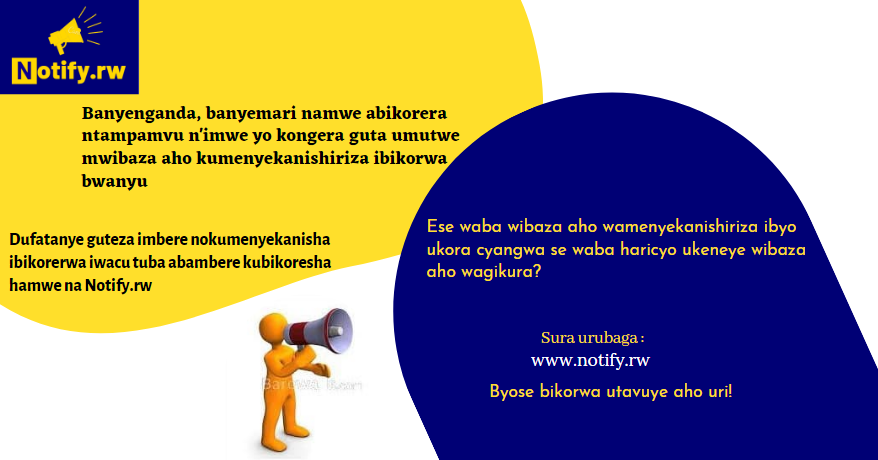 Notify.rw
Banyenganda, banyemari namwe abikorera
ntampamvu n'imwe yo kongera guta umutwe
mwibaza aho kumenyekanishiriza ibikorwa
bwanyu
Dufatanye guteza imbere nokumenyekanisha
ibikorerwa iwacu tuba abambere kubikoresha
hamwe na Notify.rw
Ese waba wibaza aho wamenyekanishiriza ibyo
ukora cyangwa se waba haricyo ukeneye wibaza
aho wagikura?
Sura urubaga :
www.notify.rw
Byose bikorwa utavuye aho uri!